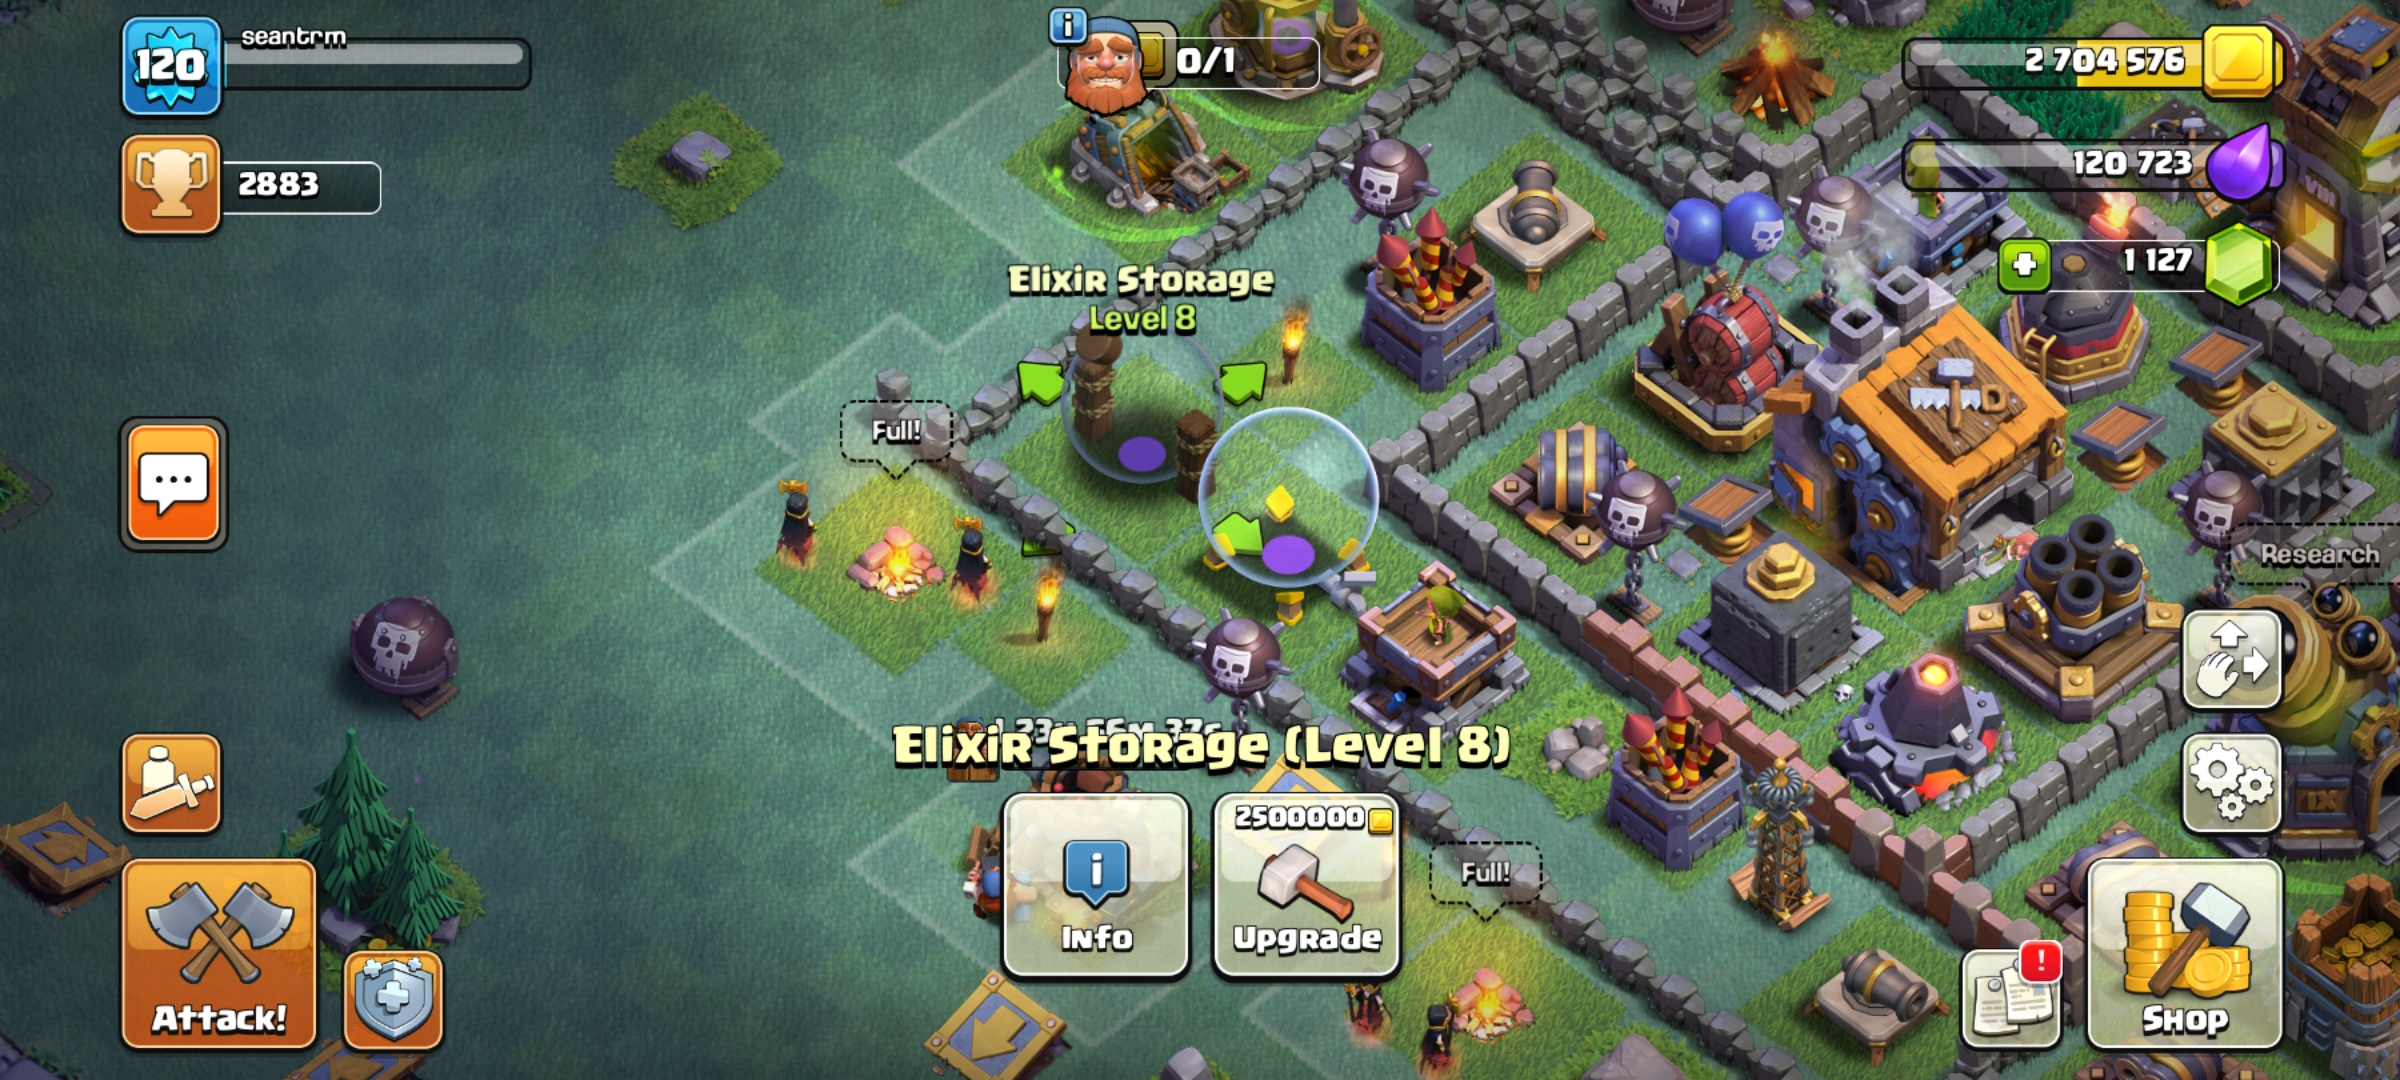 120
seantrm
0/1
2 704 576
2883
120 723
1 127
Elixir Storage
Level 8
Full!
Research
Elixir Storage (Level 8)
2500000
Full!
Info
Upgrade
Attack!
Shop
!
IX